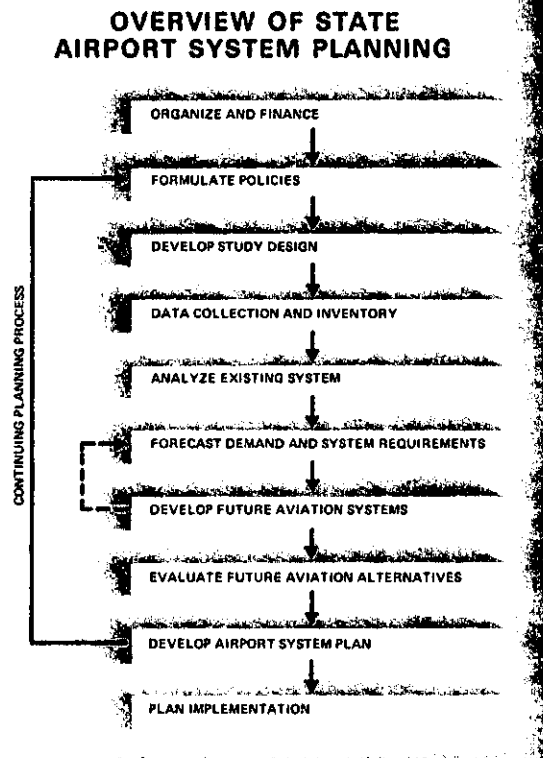 OVERVIEW OF STATE
AIRPORT SYSTEM PLANNING
ORGANIZE AND FINANCE
FORMULATE POLICIES
DEVELOP STUDY DESIGN
DATA COLLECTION AND INVENTORY
ANALYZE EXISTING SYSTEM
FORECAST DEMAND AND SYSTEM REQUIREMENTS
DEVELOP FUTURE AVIATION SYSTEMS
EVALUATE FUTURE AVIATION ALTERNATIVES
DEVELOP AIRPORT SYSTEM PLAN
PLAN IMPLEMENTATION
CONTINUING PLANNING PROCESS